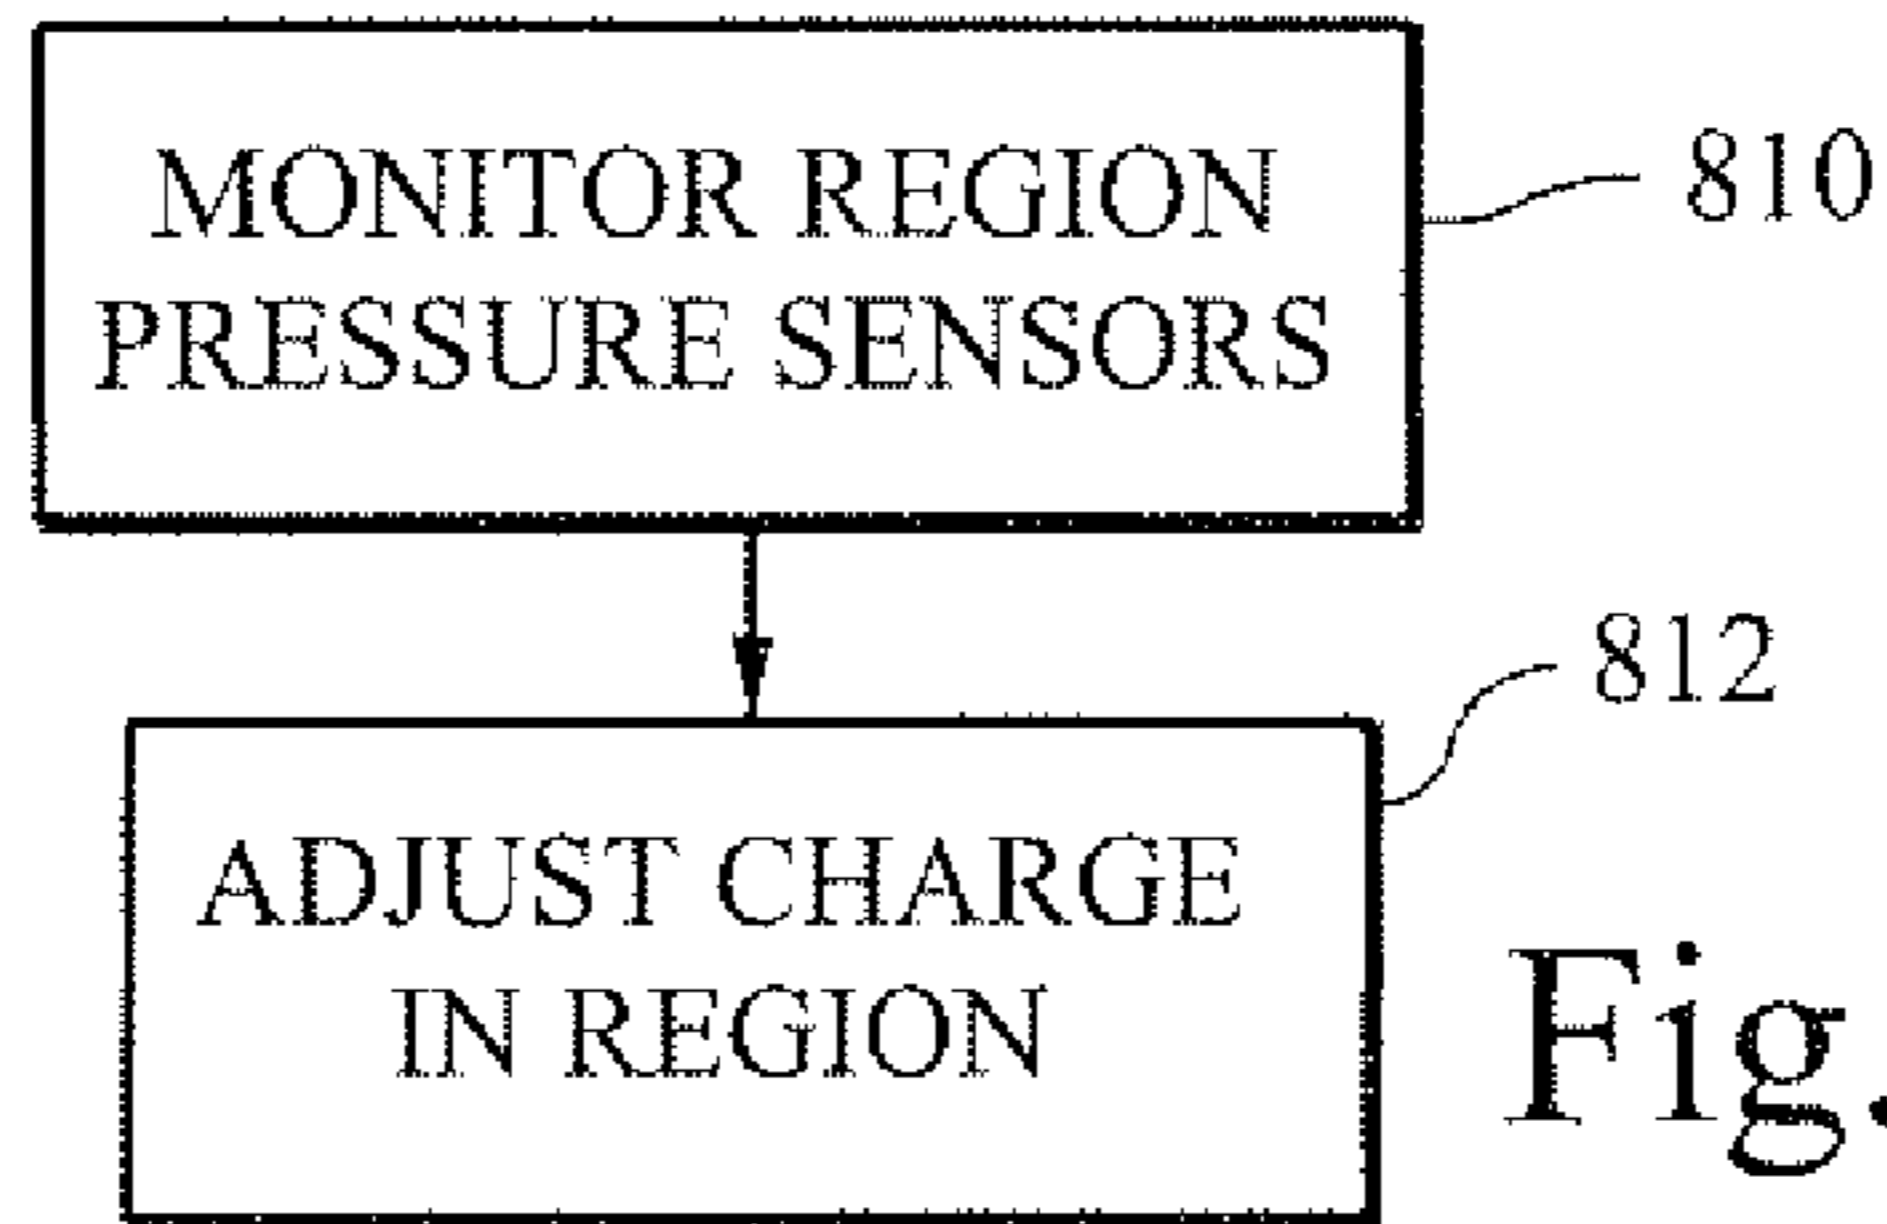 MONITOR REGION
PRESSURE SENSORS
810
812
ADJUST CHARGE
IN REGION
Fig.